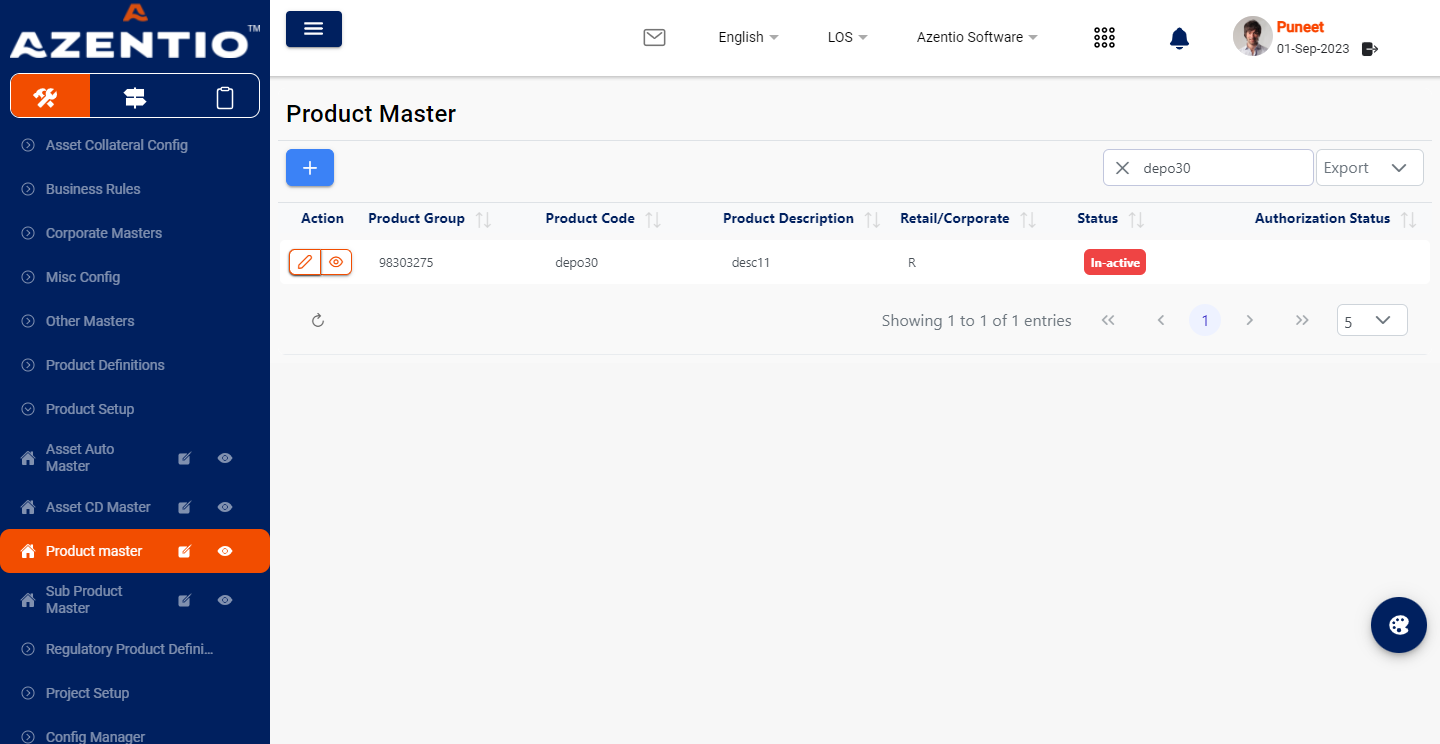 AZENTIO™
English
LOS
Azentio Software
Puneet
01-Sep-2023
Asset Collateral Config
Business Rules
Corporate Masters
Misc Config
Other Masters
Product Definitions
Product Setup
Asset Auto
Master
Asset CD Master
Product master
Sub Product
Master
Regulatory Product Defini...
Project Setup
Config Manager
Product Master
depo30
Export
Action Product Group Product Code Product Description Retail/Corporate Status Authorization Status
98303275 depo30 desc11 R In-active
Showing 1 to 1 of 1 entries
1
5